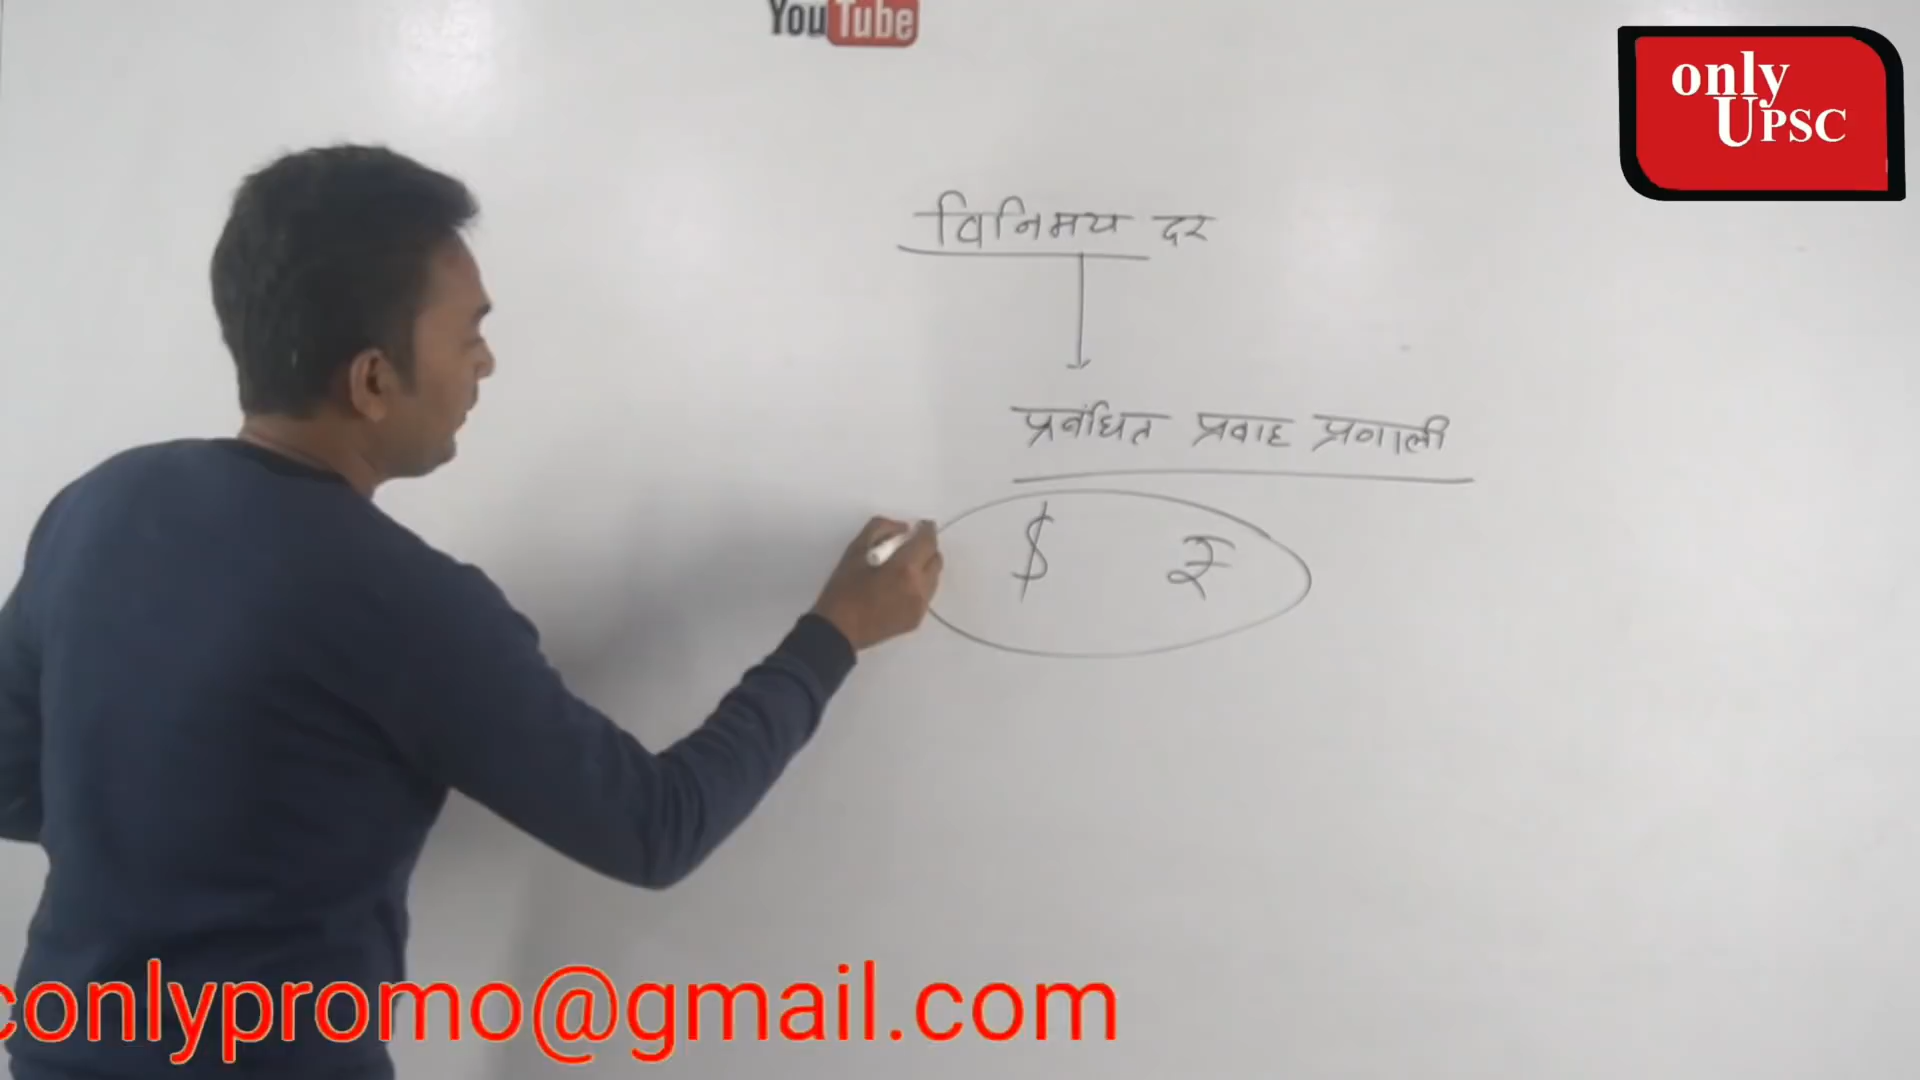 YouTube
only
UPSC
विनिमय दर
प्रबंधित प्रवाह प्रणाली
$ ₹
conlypromo@gmail.com